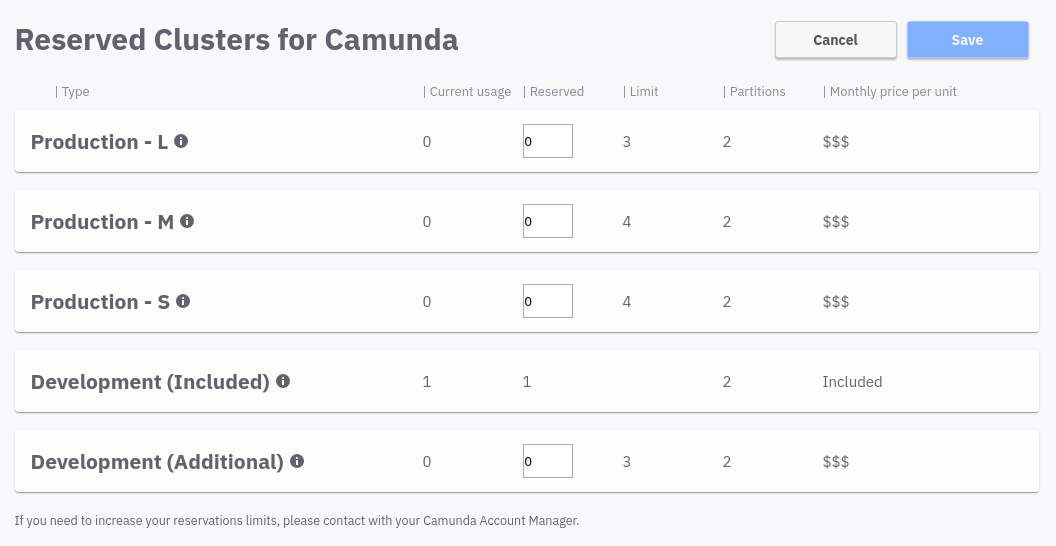 Reserved Clusters for Camunda
Cancel Save
| Type | Current usage | Reserved | Limit | Partitions | Monthly price per unit
Production - L 0 0 3 2 $$$
Production - M 0 0 4 2 $$$
Production - S 0 0 4 2 $$$
Development (Included) 1 1 2 Included
Development (Additional) 0 0 3 2 $$$
If you need to increase your reservations limits, please contact with your Camunda Account Manager.